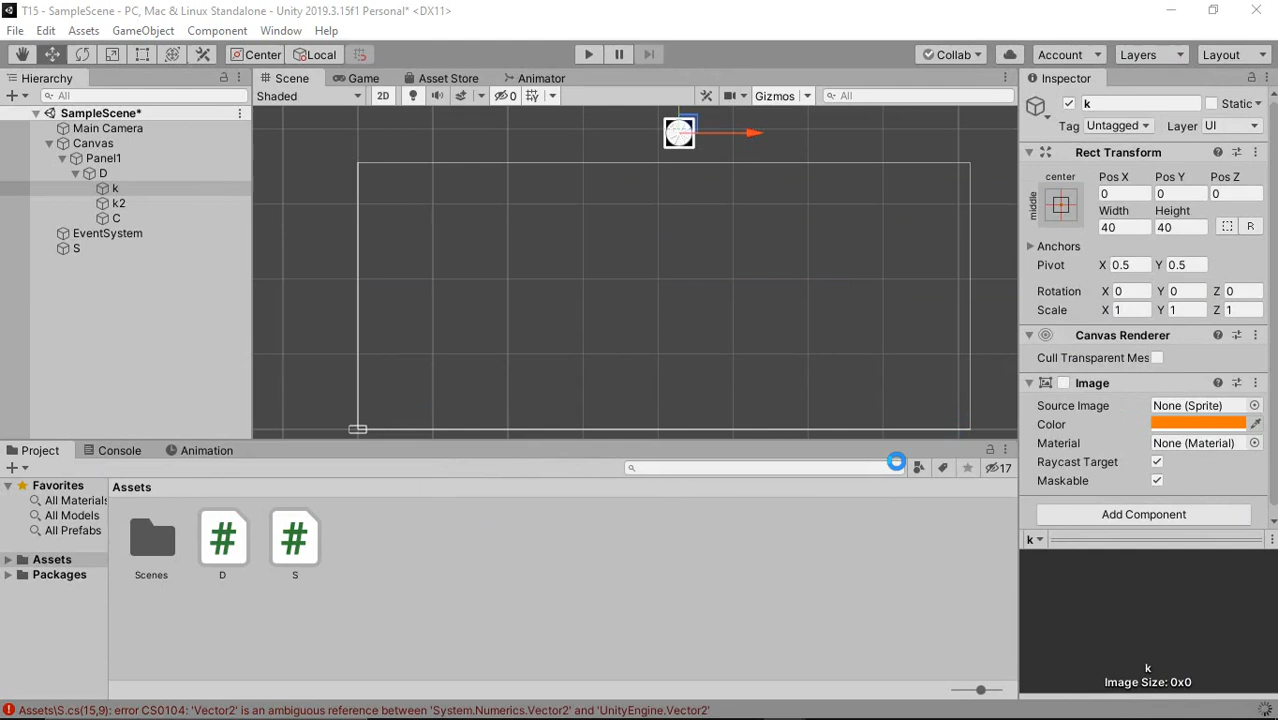 T15 - SampleScene - PC, Mac & Linux Standalone - Unity 2019.3.15f1 Personal* <DX11>
File Edit Assets GameObject Component Window Help
Center Local Collab Account Layers Layout
Hierarchy Scene Game Asset Store Animator Inspector
All Shaded 2D 0 Gizmos All k Static
SampleScene* Tag Untagged Layer UI
Main Camera
Canvas
Panel1
D
k
k2
C
EventSystem
S
Rect Transform
center Pos X Pos Y Pos Z
middle 0 0 0
Width Height
40 40 R
Anchors
Pivot X 0.5 Y 0.5
Rotation X 0 Y 0 Z 0
Scale X 1 Y 1 Z 1
Canvas Renderer
Cull Transparent Mes
Image
Source Image None (Sprite)
Color
Material None (Material)
Raycast Target
Maskable
Add Component
k
k
Image Size: 0x0
Project Console Animation
17
Favorites
All Materials
All Models
All Prefabs
Assets
Packages
Assets
Scenes D S
Assets\S.cs(15,9): error CS0104: 'Vector2' is an ambiguous reference between 'System.Numerics.Vector2' and 'UnityEngine.Vector2'